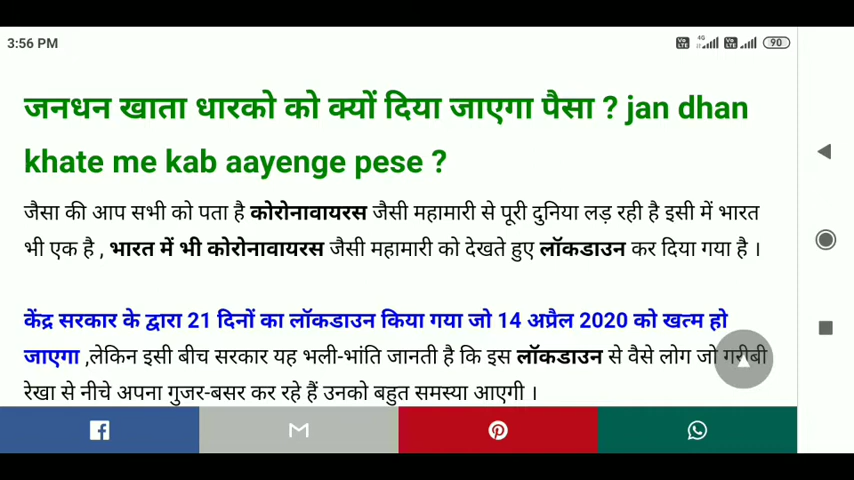 3:56 PM
4G
90
जनधन खाता धारको को क्यों दिया जाएगा पैसा ? jan dhan
khate me kab aayenge pese ?
जैसा की आप सभी को पता है कोरोनावायरस जैसी महामारी से पूरी दुनिया लड़ रही है इसी में भारत
भी एक है , भारत में भी कोरोनावायरस जैसी महामारी को देखते हुए लॉकडाउन कर दिया गया है ।
केंद्र सरकार के द्वारा 21 दिनों का लॉकडाउन किया गया जो 14 अप्रैल 2020 को खत्म हो
जाएगा ,लेकिन इसी बीच सरकार यह भली-भांति जानती है कि इस लॉकडाउन से वैसे लोग जो गरीबी
रेखा से नीचे अपना गुजर-बसर कर रहे हैं उनको बहुत समस्या आएगी ।